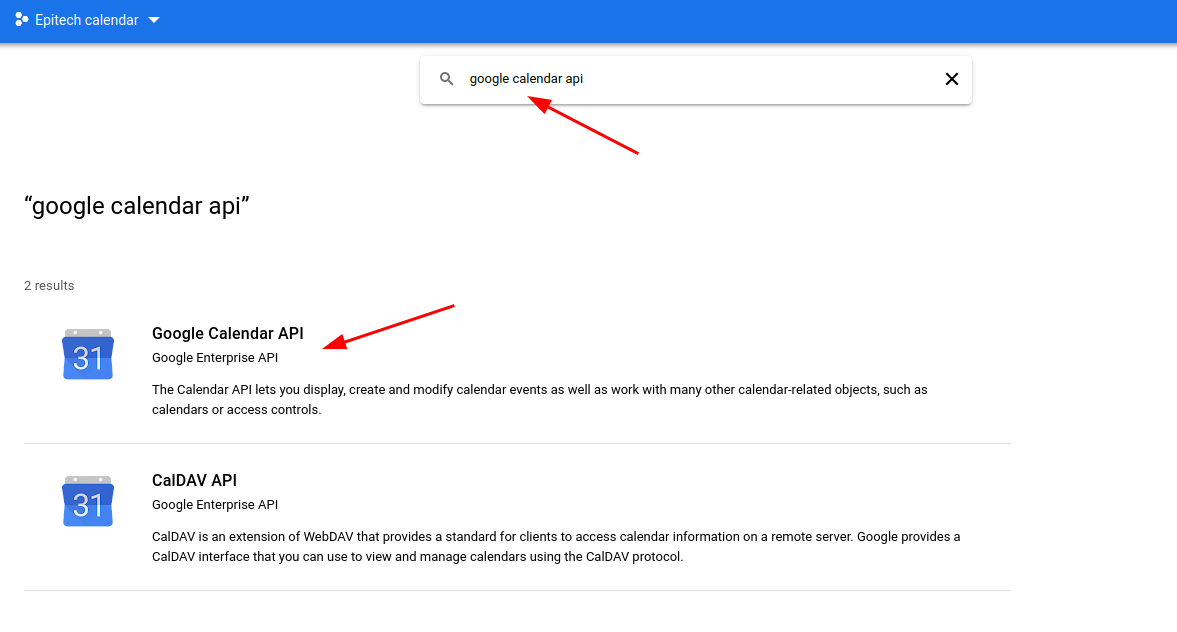 Epitech calendar
google calendar api
“google calendar api”
2 results
31
Google Calendar API
Google Enterprise API
The Calendar API lets you display, create and modify calendar events as well as work with many other calendar-related objects, such as
calendars or access controls.
31
CalDAV API
Google Enterprise API
CalDAV is an extension of WebDAV that provides a standard for clients to access calendar information on a remote server. Google provides a
CalDAV interface that you can use to view and manage calendars using the CalDAV protocol.